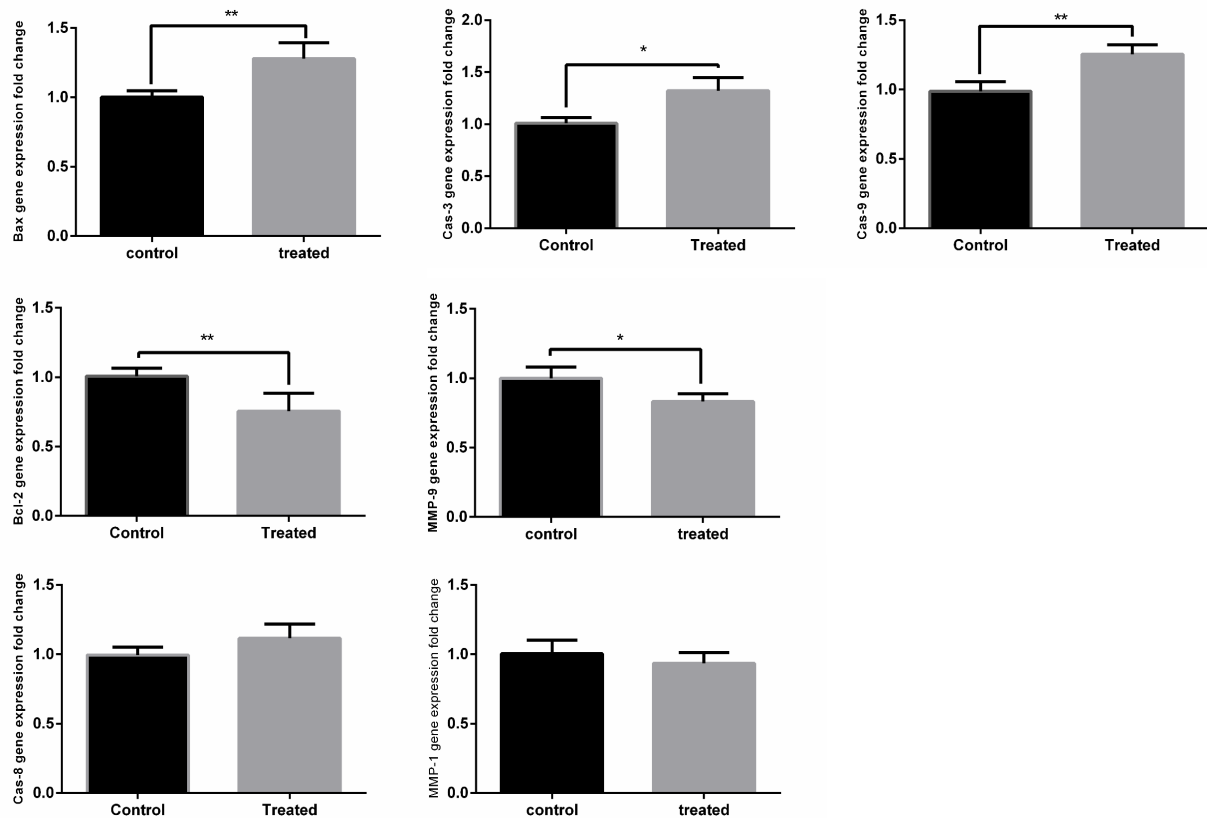 Bax gene expression fold change
1.5
1.0
0.5
0.0
**
control
treated
Cas-3 gene expression fold change
2.0
1.5
1.0
0.5
0.0
*
Control
Treated
Cas-9 gene expression fold change
1.5
1.0
0.5
0.0
**
Control
Treated
Bcl-2 gene expression fold change
1.5
1.0
0.5
0.0
**
Control
Treated
MMP-9 gene expression fold change
1.5
1.0
0.5
0.0
*
control
treated
Cas-8 gene expression fold change
1.5
1.0
0.5
0.0
Control
Treated
MMP-1 gene expression fold change
1.5
1.0
0.5
0.0
control
treated